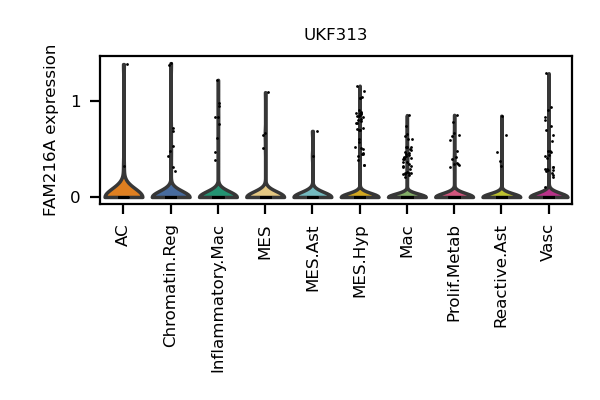 UKF313
FAM216A expression
1
0
AC
Chromatin.Reg
Inflammatory.Mac
MES
MES.Ast
MES.Hyp
Mac
Prolif.Metab
Reactive.Ast
Vasc